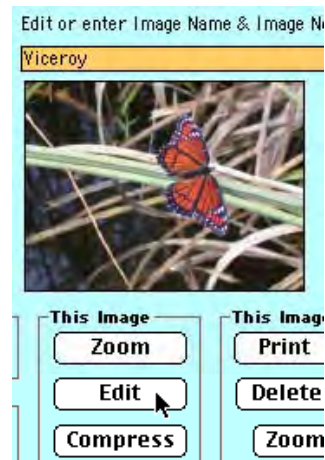 Edit or enter Image Name & Image
Viceroy
This Image
Zoom
Edit
Compress
This Image
Print
Delete
Zoom